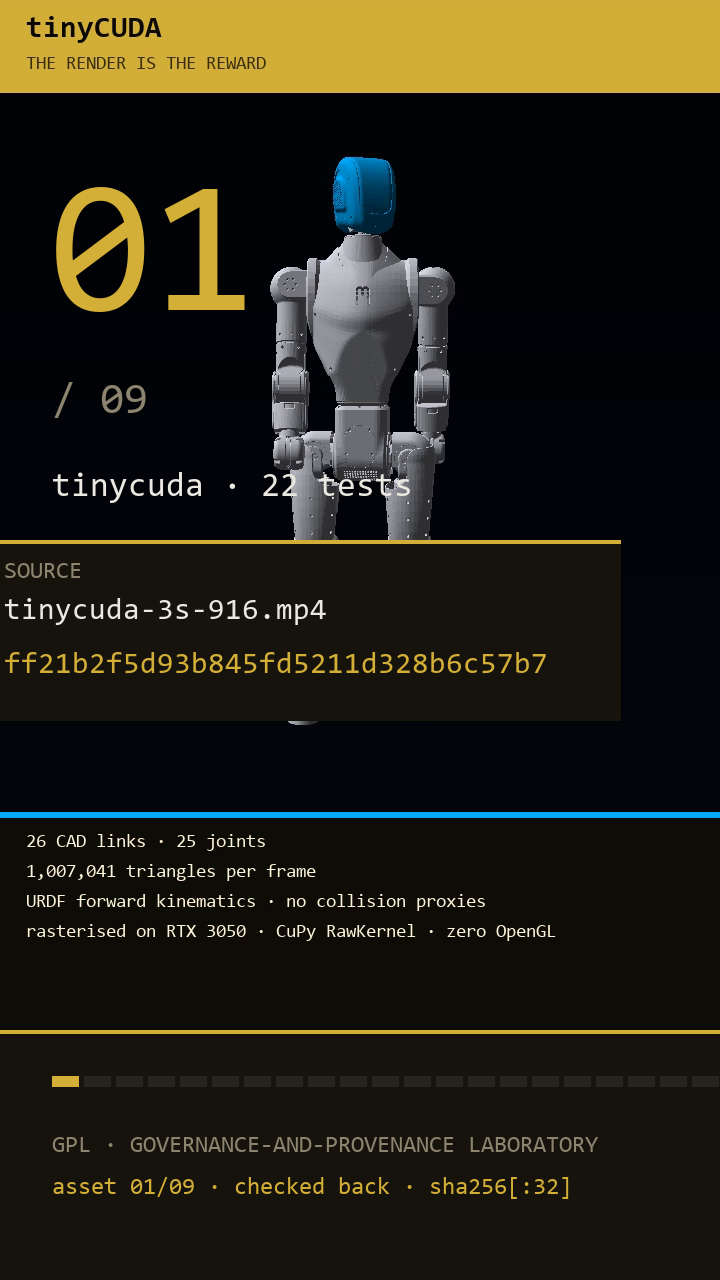 tinyCUDA
THE RENDER IS THE REWARD
01
/ 09
tinycuda · 22 tests
SOURCE
tinycuda-3s-916.mp4
ff21b2f5d93b845fd5211d328b6c57b7
26 CAD links · 25 joints
1,007,041 triangles per frame
URDF forward kinematics · no collision proxies
rasterised on RTX 3050 · CuPy RawKernel · zero OpenGL
GPL · GOVERNANCE-AND-PROVENANCE LABORATORY
asset 01/09 · checked back · sha256[:32]